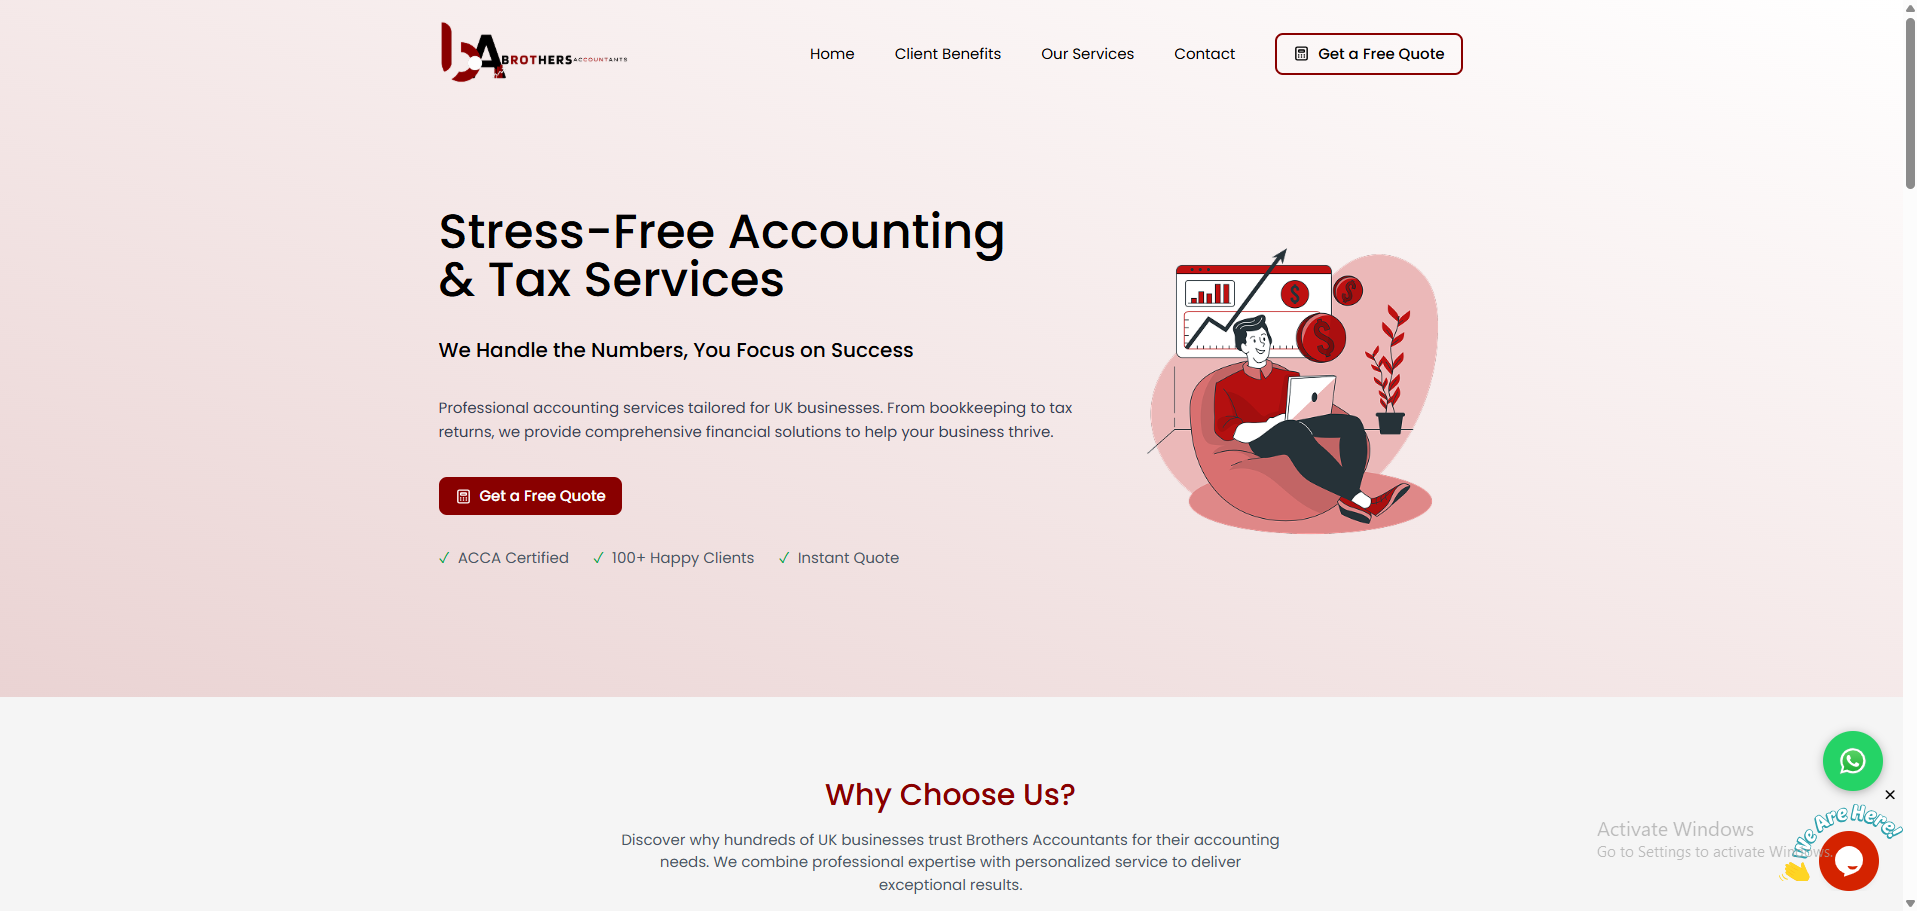 BROTHERS ACCOUNTANTS
Home
Client Benefits
Our Services
Contact
Get a Free Quote
Stress-Free Accounting
& Tax Services
We Handle the Numbers, You Focus on Success
Professional accounting services tailored for UK businesses. From bookkeeping to tax
returns, we provide comprehensive financial solutions to help your business thrive.
Get a Free Quote
✓ ACCA Certified
✓ 100+ Happy Clients
✓ Instant Quote
Why Choose Us?
Discover why hundreds of UK businesses trust Brothers Accountants for their accounting
needs. We combine professional expertise with personalized service to deliver
exceptional results.
We Are Here!
Activate Windows
Go to Settings to activate Windows.